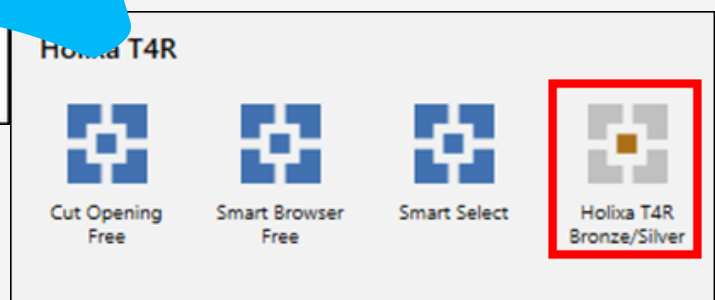 Holixa T4R
Cut Opening Free
Smart Browser Free
Smart Select
Holixa T4R Bronze/Silver